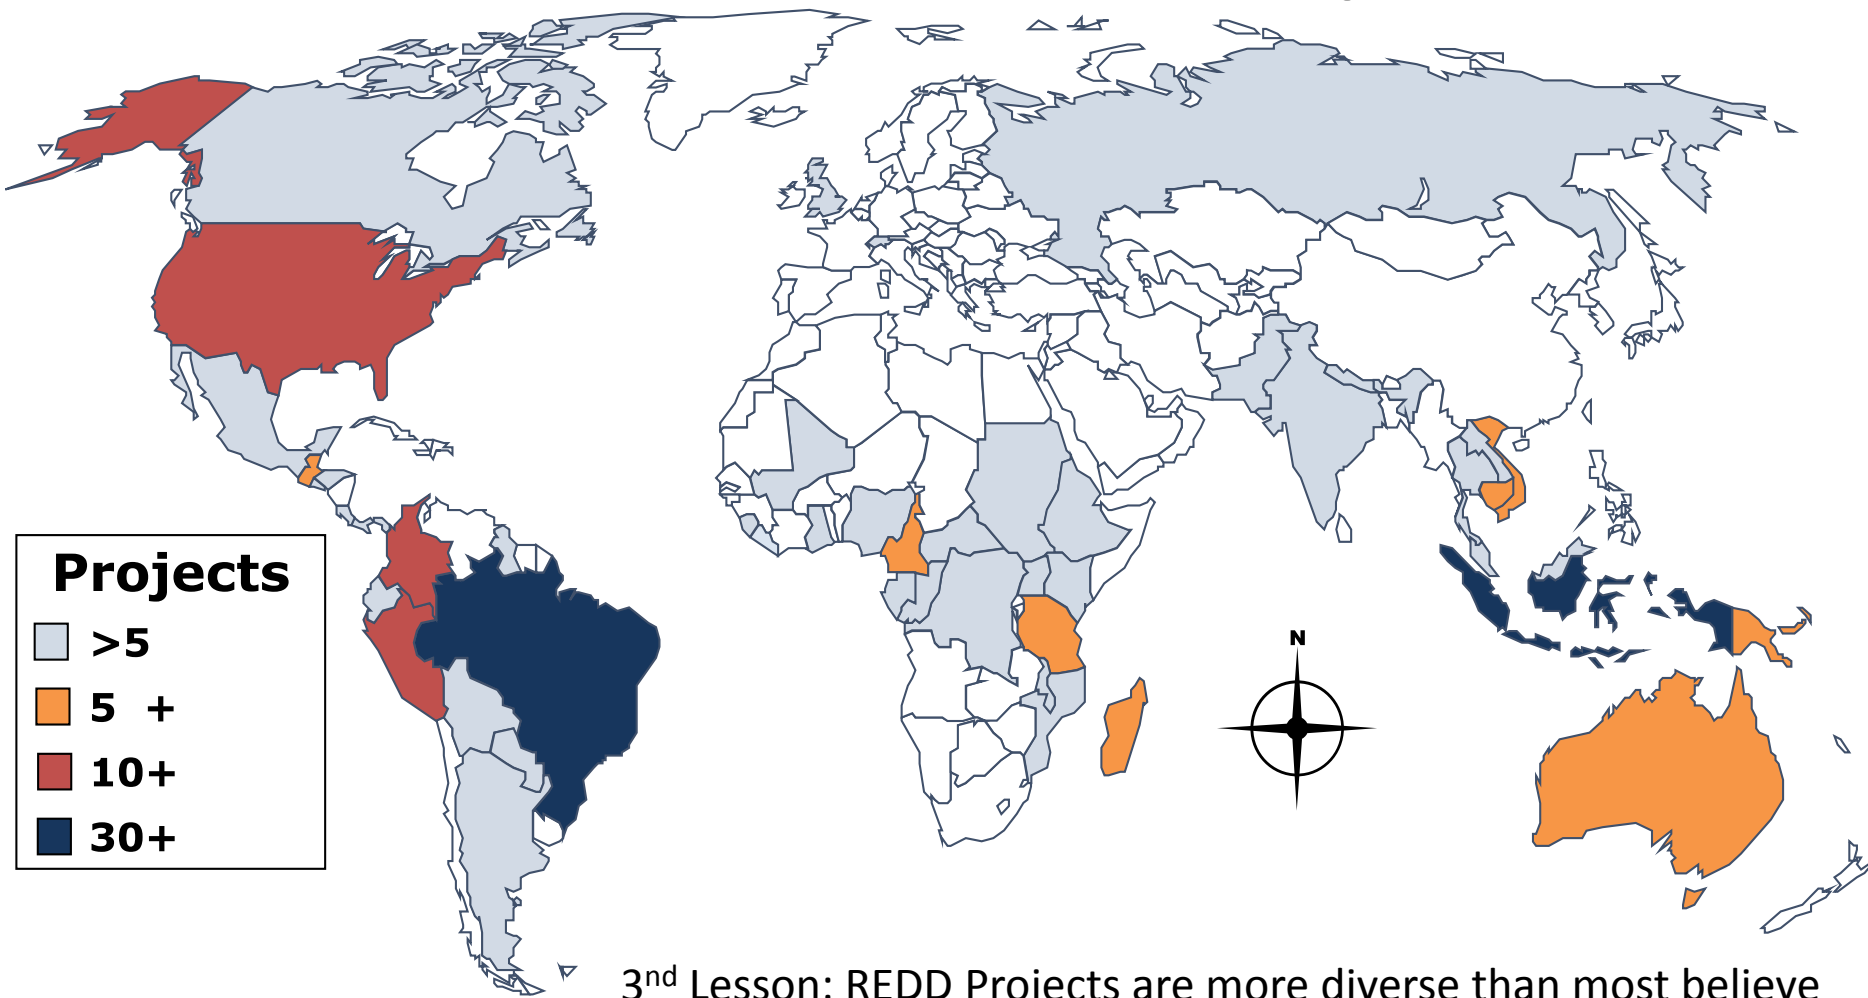 Projects
>5
5 +
10+
30+
N
3nd Lesson: REDD Projects are more diverse than most believe